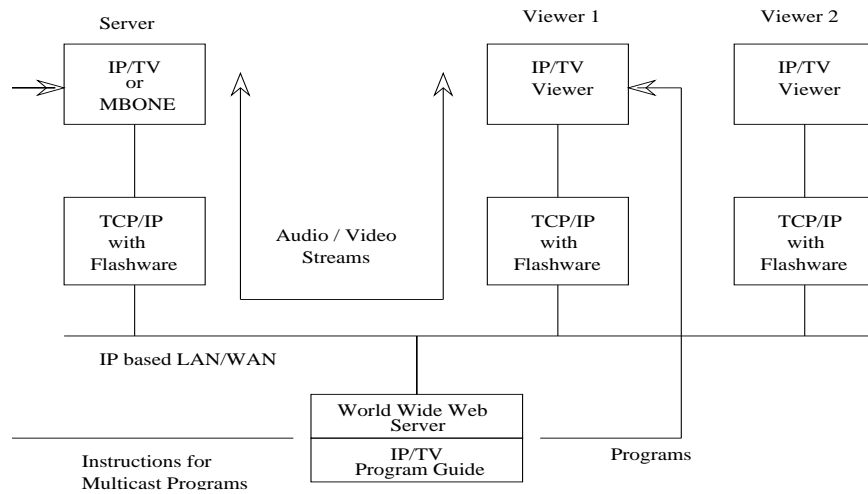 Server
Viewer 1
Viewer 2
IP/TV
or
MBONE
IP/TV
Viewer
IP/TV
Viewer
TCP/IP
with
Flashware
Audio / Video
Streams
TCP/IP
with
Flashware
TCP/IP
with
Flashware
IP based LAN/WAN
World Wide Web
Server
IP/TV
Program Guide
Instructions for
Multicast Programs
Programs